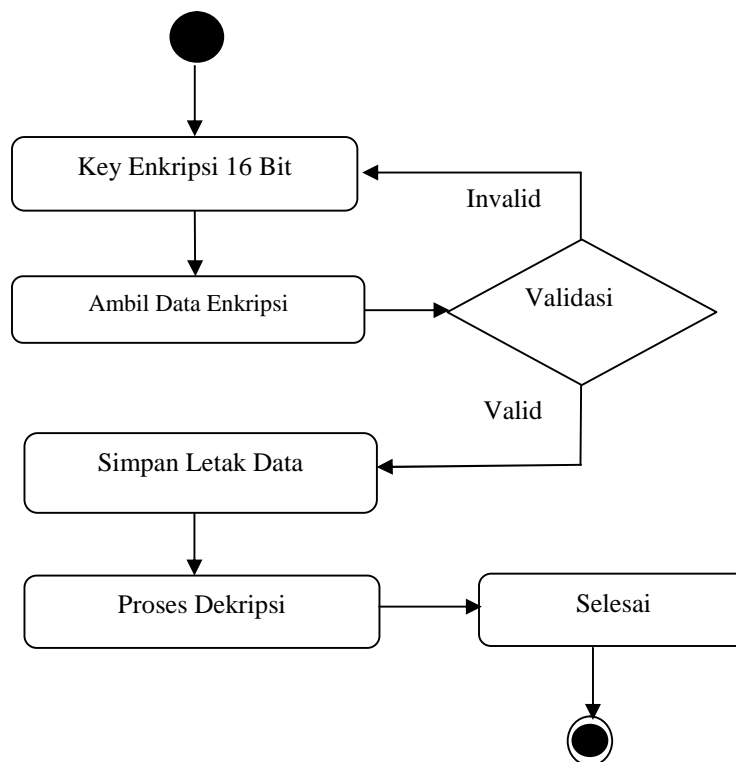 Key Enkripsi 16 Bit
Invalid
Ambil Data Enkripsi
Validasi
Valid
Simpan Letak Data
Proses Dekripsi
Selesai